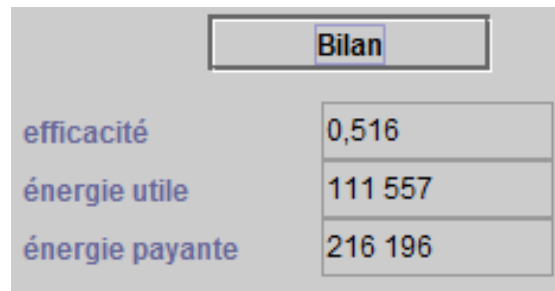 Bilan
efficacité 0,516
énergie utile 111 557
énergie payante 216 196